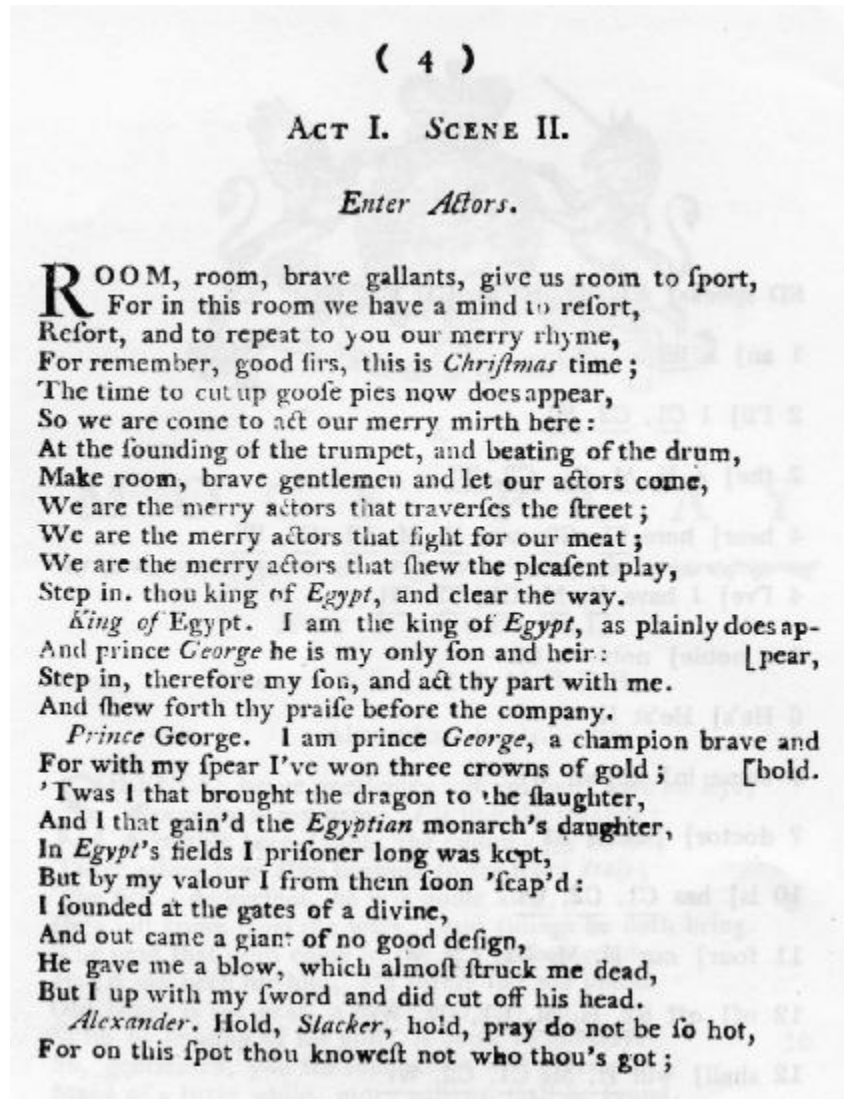 ( 4 )
Act I. Scene II.
Enter Actors.
ROOM, room, brave gallants, give us room to ſport,
For in this room we have a mind to reſort,
Reſort, and to repeat to you our merry rhyme,
For remember, good ſirs, this is Chriſtmas time;
The time to cut up gooſe pies now does appear,
So we are come to act our merry mirth here:
At the ſounding of the trumpet, and beating of the drum,
Make room, brave gentlemen and let our actors come,
We are the merry actors that traverſes the ſtreet;
We are the merry actors that fight for our meat;
We are the merry actors that ſhew the pleaſent play,
Step in. thou king of Egypt, and clear the way.
King of Egypt. I am the king of Egypt, as plainly does ap-
And prince George he is my only ſon and heir: [pear,
Step in, therefore my ſon, and act thy part with me.
And ſhew forth thy praiſe before the company.
Prince George. I am prince George, a champion brave and
For with my ſpear I've won three crowns of gold; [bold.
'Twas I that brought the dragon to the ſlaughter,
And I that gain'd the Egyptian monarch's daughter,
In Egypt's fields I priſoner long was kept,
But by my valour I from them ſoon 'ſcap'd:
I ſounded at the gates of a divine,
And out came a giant of no good deſign,
He gave me a blow, which almoſt ſtruck me dead,
But I up with my ſword and did cut off his head.
Alexander. Hold, Slacker, hold, pray do not be ſo hot,
For on this ſpot thou knoweſt not who thou's got;